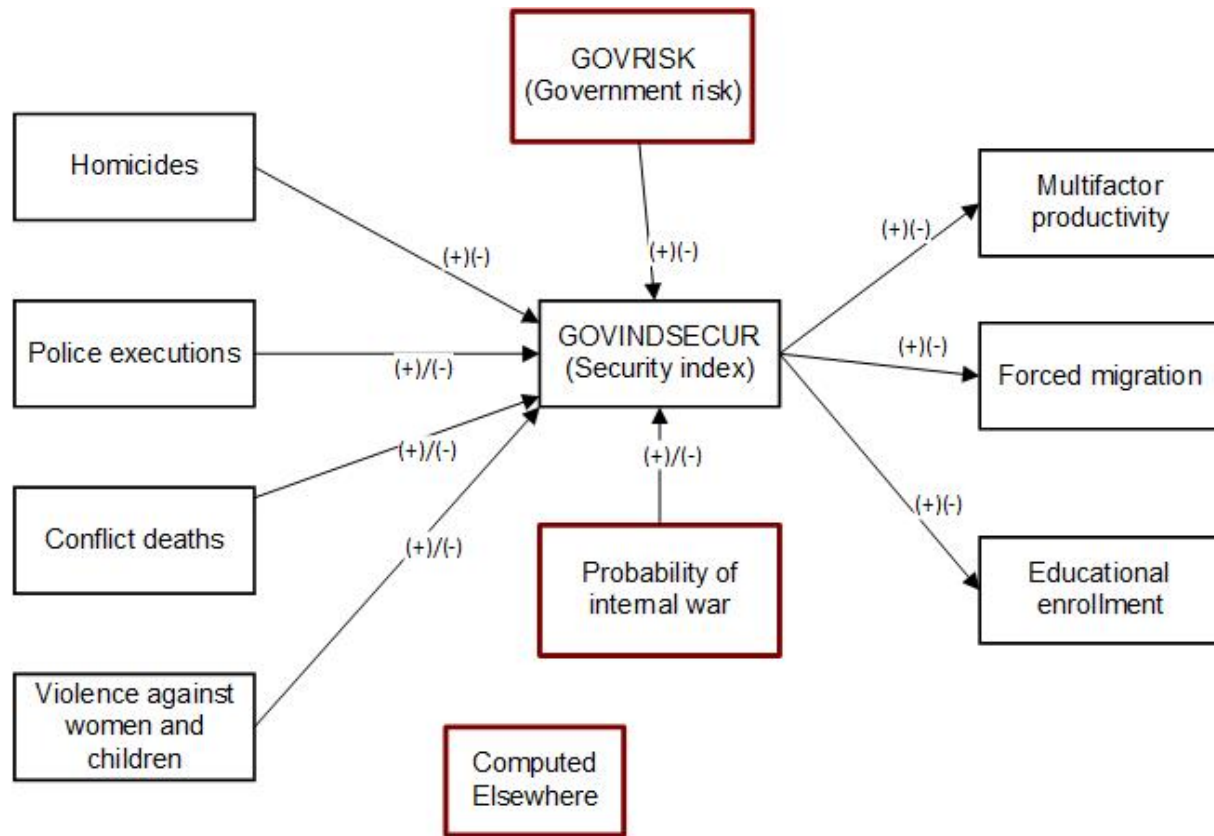 GOVRISK
(Government risk)
Homicides
Multifactor
productivity
(+)(-)
(+)(-)
(+)(-)
Police executions
(+)/(-)
GOVINDSECUR
(Security index)
(+)(-)
Forced migration
(+)/(-)
(+)/(-)
Conflict deaths
(+)/(-)
(+)(-)
Probability of
internal war
Educational
enrollment
Violence against
women and
children
Computed
Elsewhere